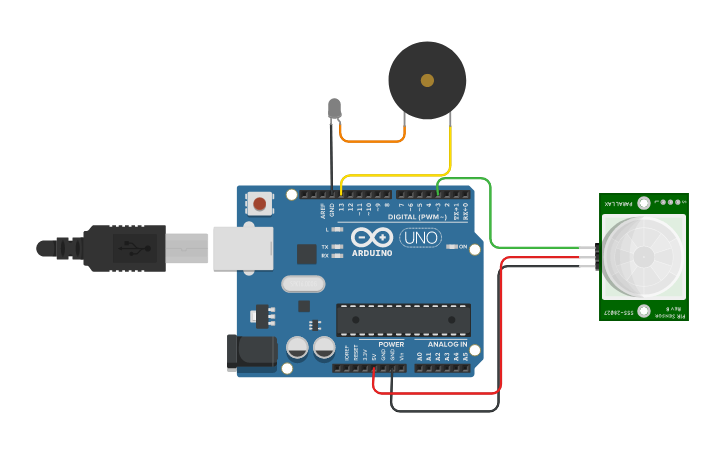 AREF
GND
13
12
~11
~10
~9
8
7
~6
~5
4
~3
2
TX→1
RX←0
DIGITAL (PWM~)
L
TX
RX
ARDUINO
UNO
ON
POWER
ANALOG IN
IOREF
RESET
3.3V
5V
GND
GND
Vin
A0
A1
A2
A3
A4
A5
PARALLAX
PIR Sensor
Rev B
555-28027